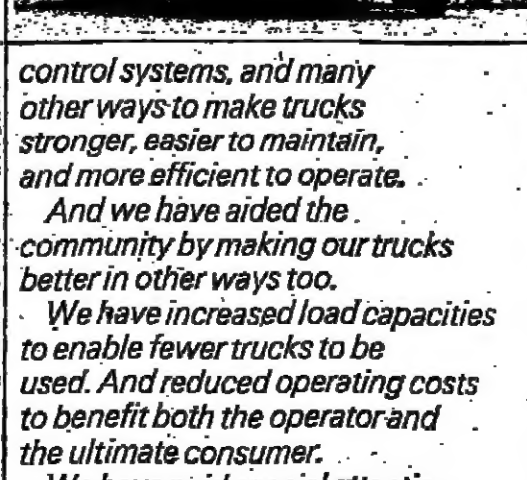 control systems, and many
other ways to make trucks
stronger, easier to maintain,
and more efficient to operate.
And we have aided the
community by making our trucks
better in other ways too.
We have increased load capacities
to enable fewer trucks to be
used. And reduced operating costs
to benefit both the operator and
the ultimate consumer.